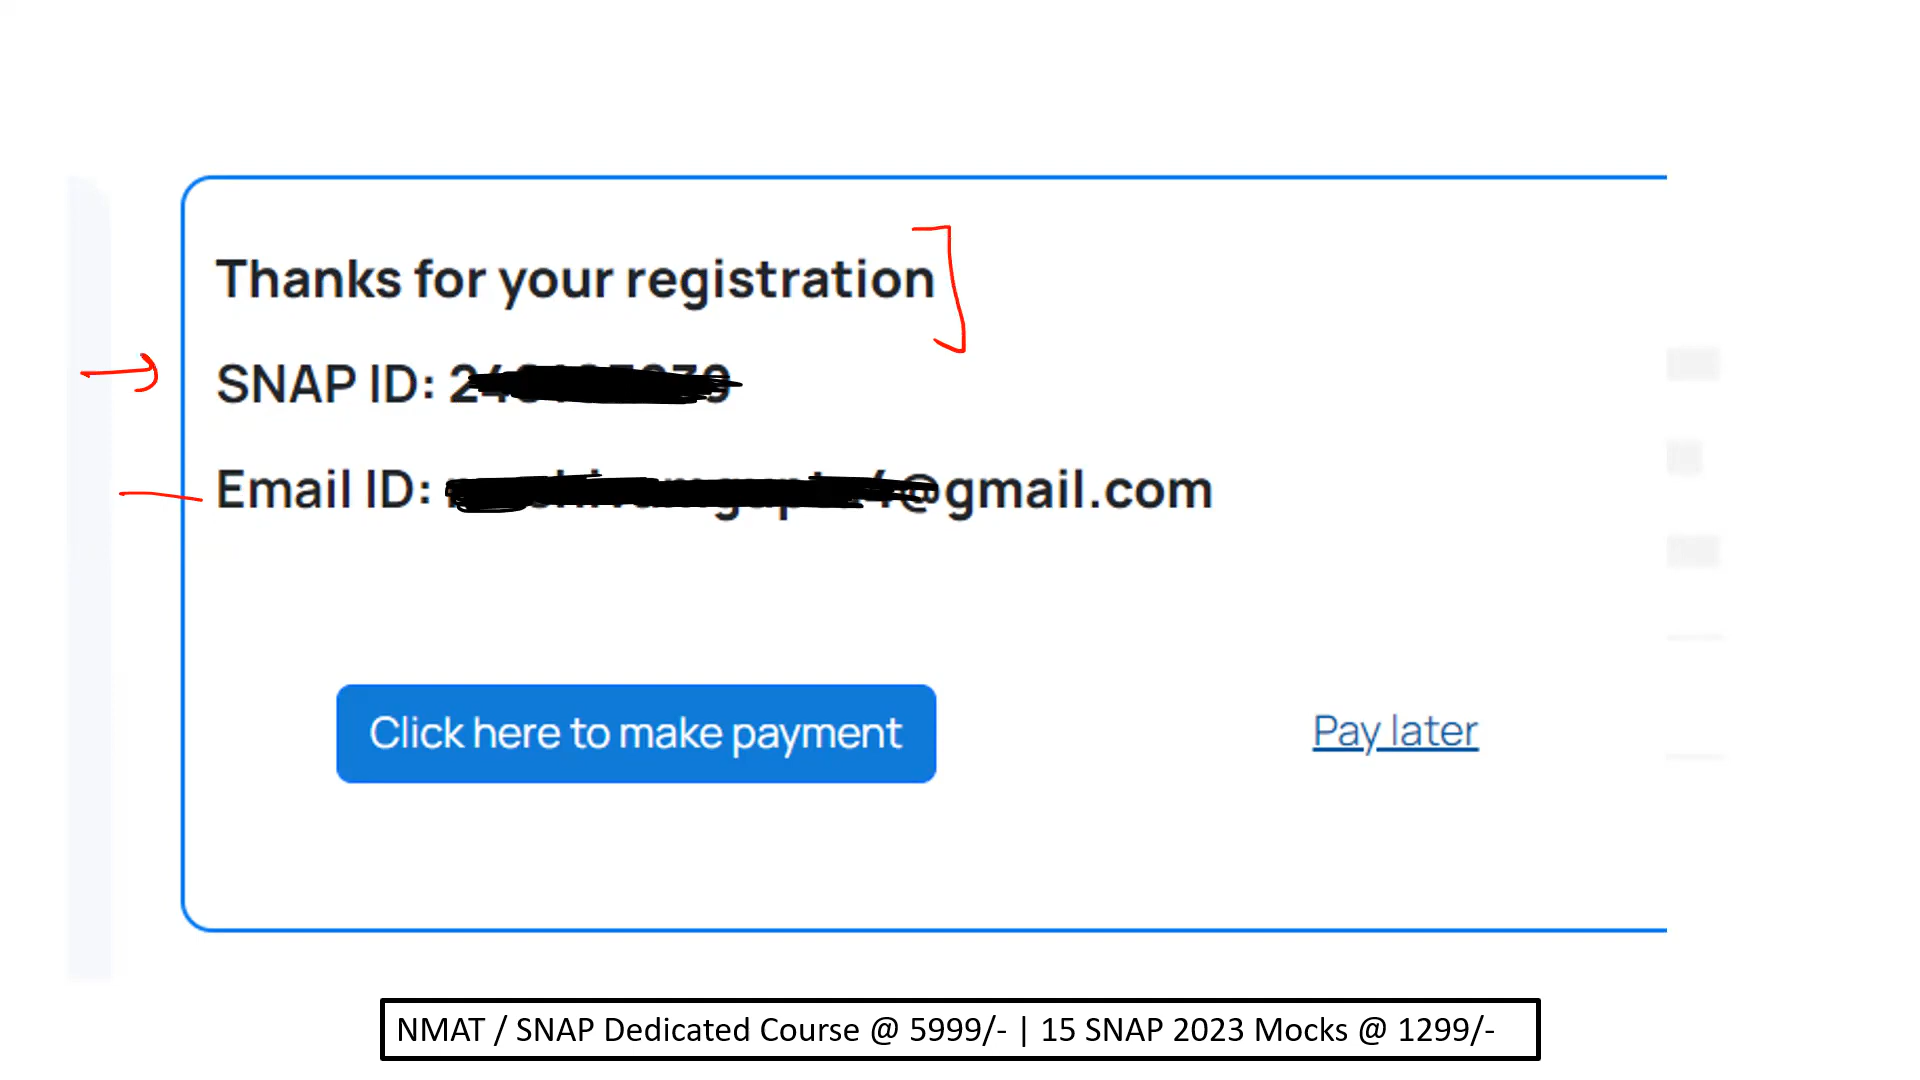 Thanks for your registration
SNAP ID:
Email ID: @gmail.com
Click here to make payment
Pay later
NMAT / SNAP Dedicated Course @ 5999/- | 15 SNAP 2023 Mocks @ 1299/-